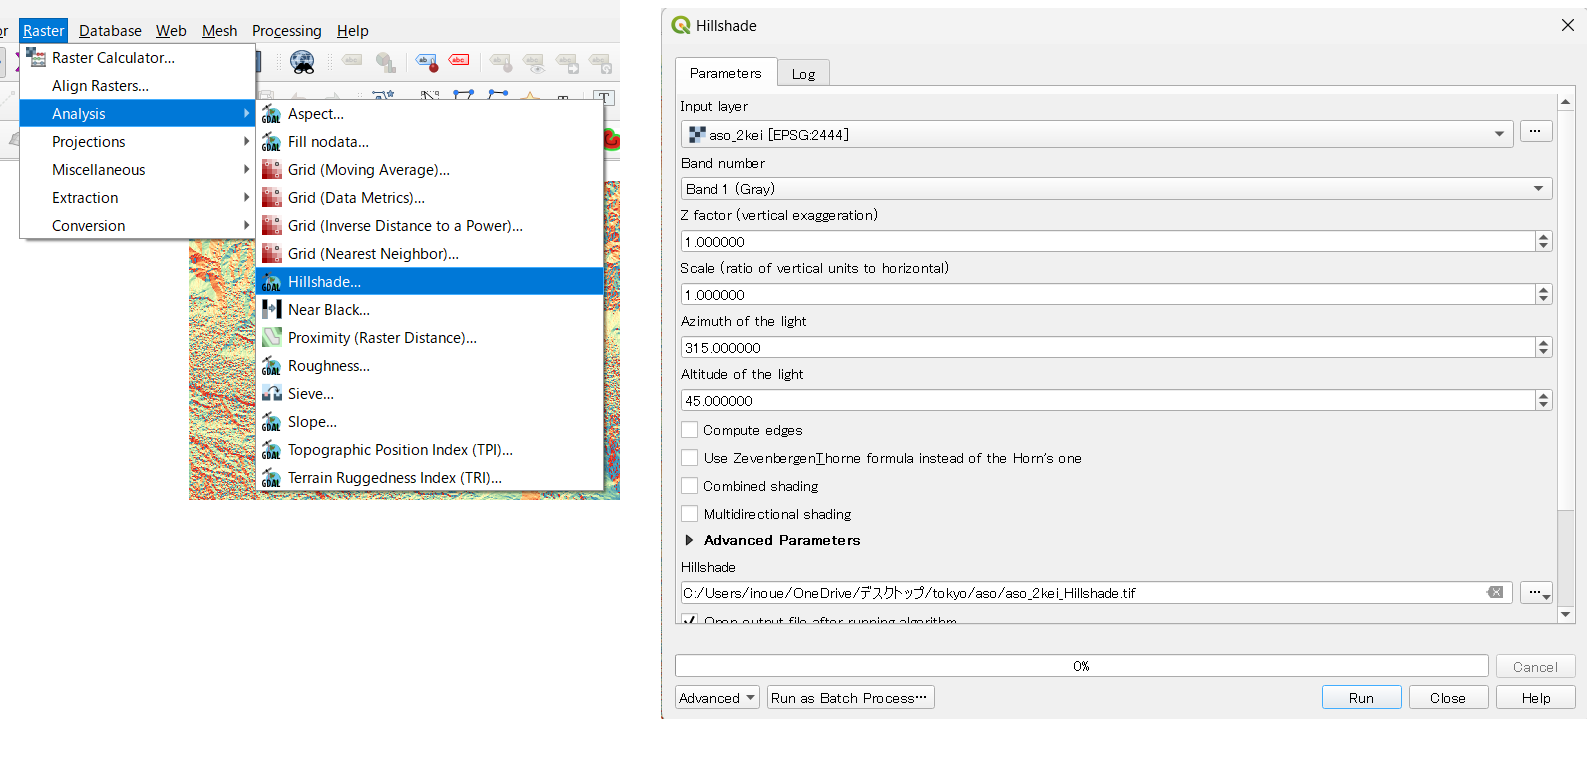 Raster Database Web Mesh Processing Help
Raster Calculator...
Align Rasters...
Analysis
Projections
Miscellaneous
Extraction
Conversion
Aspect...
Fill nodata...
Grid (Moving Average)...
Grid (Data Metrics)...
Grid (Inverse Distance to a Power)...
Grid (Nearest Neighbor)...
Hillshade...
Near Black...
Proximity (Raster Distance)...
Roughness...
Sieve...
Slope...
Topographic Position Index (TPI)...
Terrain Ruggedness Index (TRI)...
Hillshade
Parameters Log
Input layer
aso_2kei [EPSG:2444]
Band number
Band 1 (Gray)
Z factor (vertical exaggeration)
1.000000
Scale (ratio of vertical units to horizontal)
1.000000
Azimuth of the light
315.000000
Altitude of the light
45.000000
Compute edges
Use ZevenbergenThorne formula instead of the Horn's one
Combined shading
Multidirectional shading
Advanced Parameters
Hillshade
C:/Users/inoue/OneDrive/デスクトップ/tokyo/aso/aso_2kei_Hillshade.tif
Open output file after running algorithm
0%
Cancel
Advanced Run as Batch Process… Run Close Help